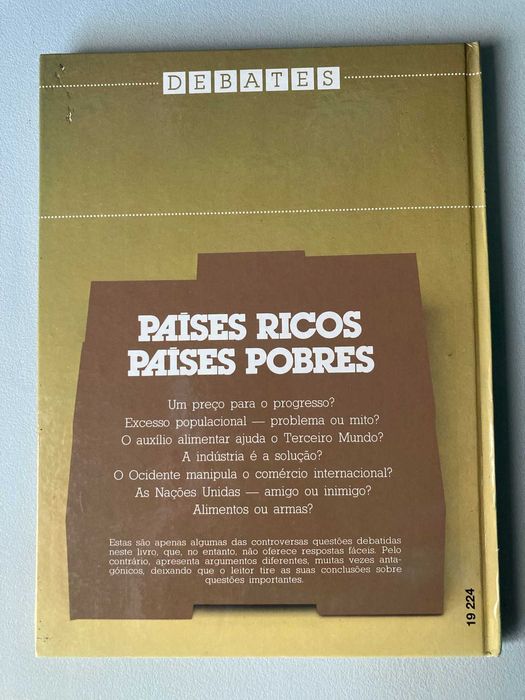 DEBATES
PAÍSES RICOS
PAÍSES POBRES
Um preço para o progresso?
Excesso populacional — problema ou mito?
O auxílio alimentar ajuda o Terceiro Mundo?
A indústria é a solução?
O Ocidente manipula o comércio internacional?
As Nações Unidas — amigo ou inimigo?
Alimentos ou armas?
Estas são apenas algumas das controversas questões debatidas
neste livro, que, no entanto, não oferece respostas fáceis. Pelo
contrário, apresenta argumentos diferentes, muitas vezes anta-
gónicos, deixando que o leitor tire as suas conclusões sobre
questões importantes.
19 224